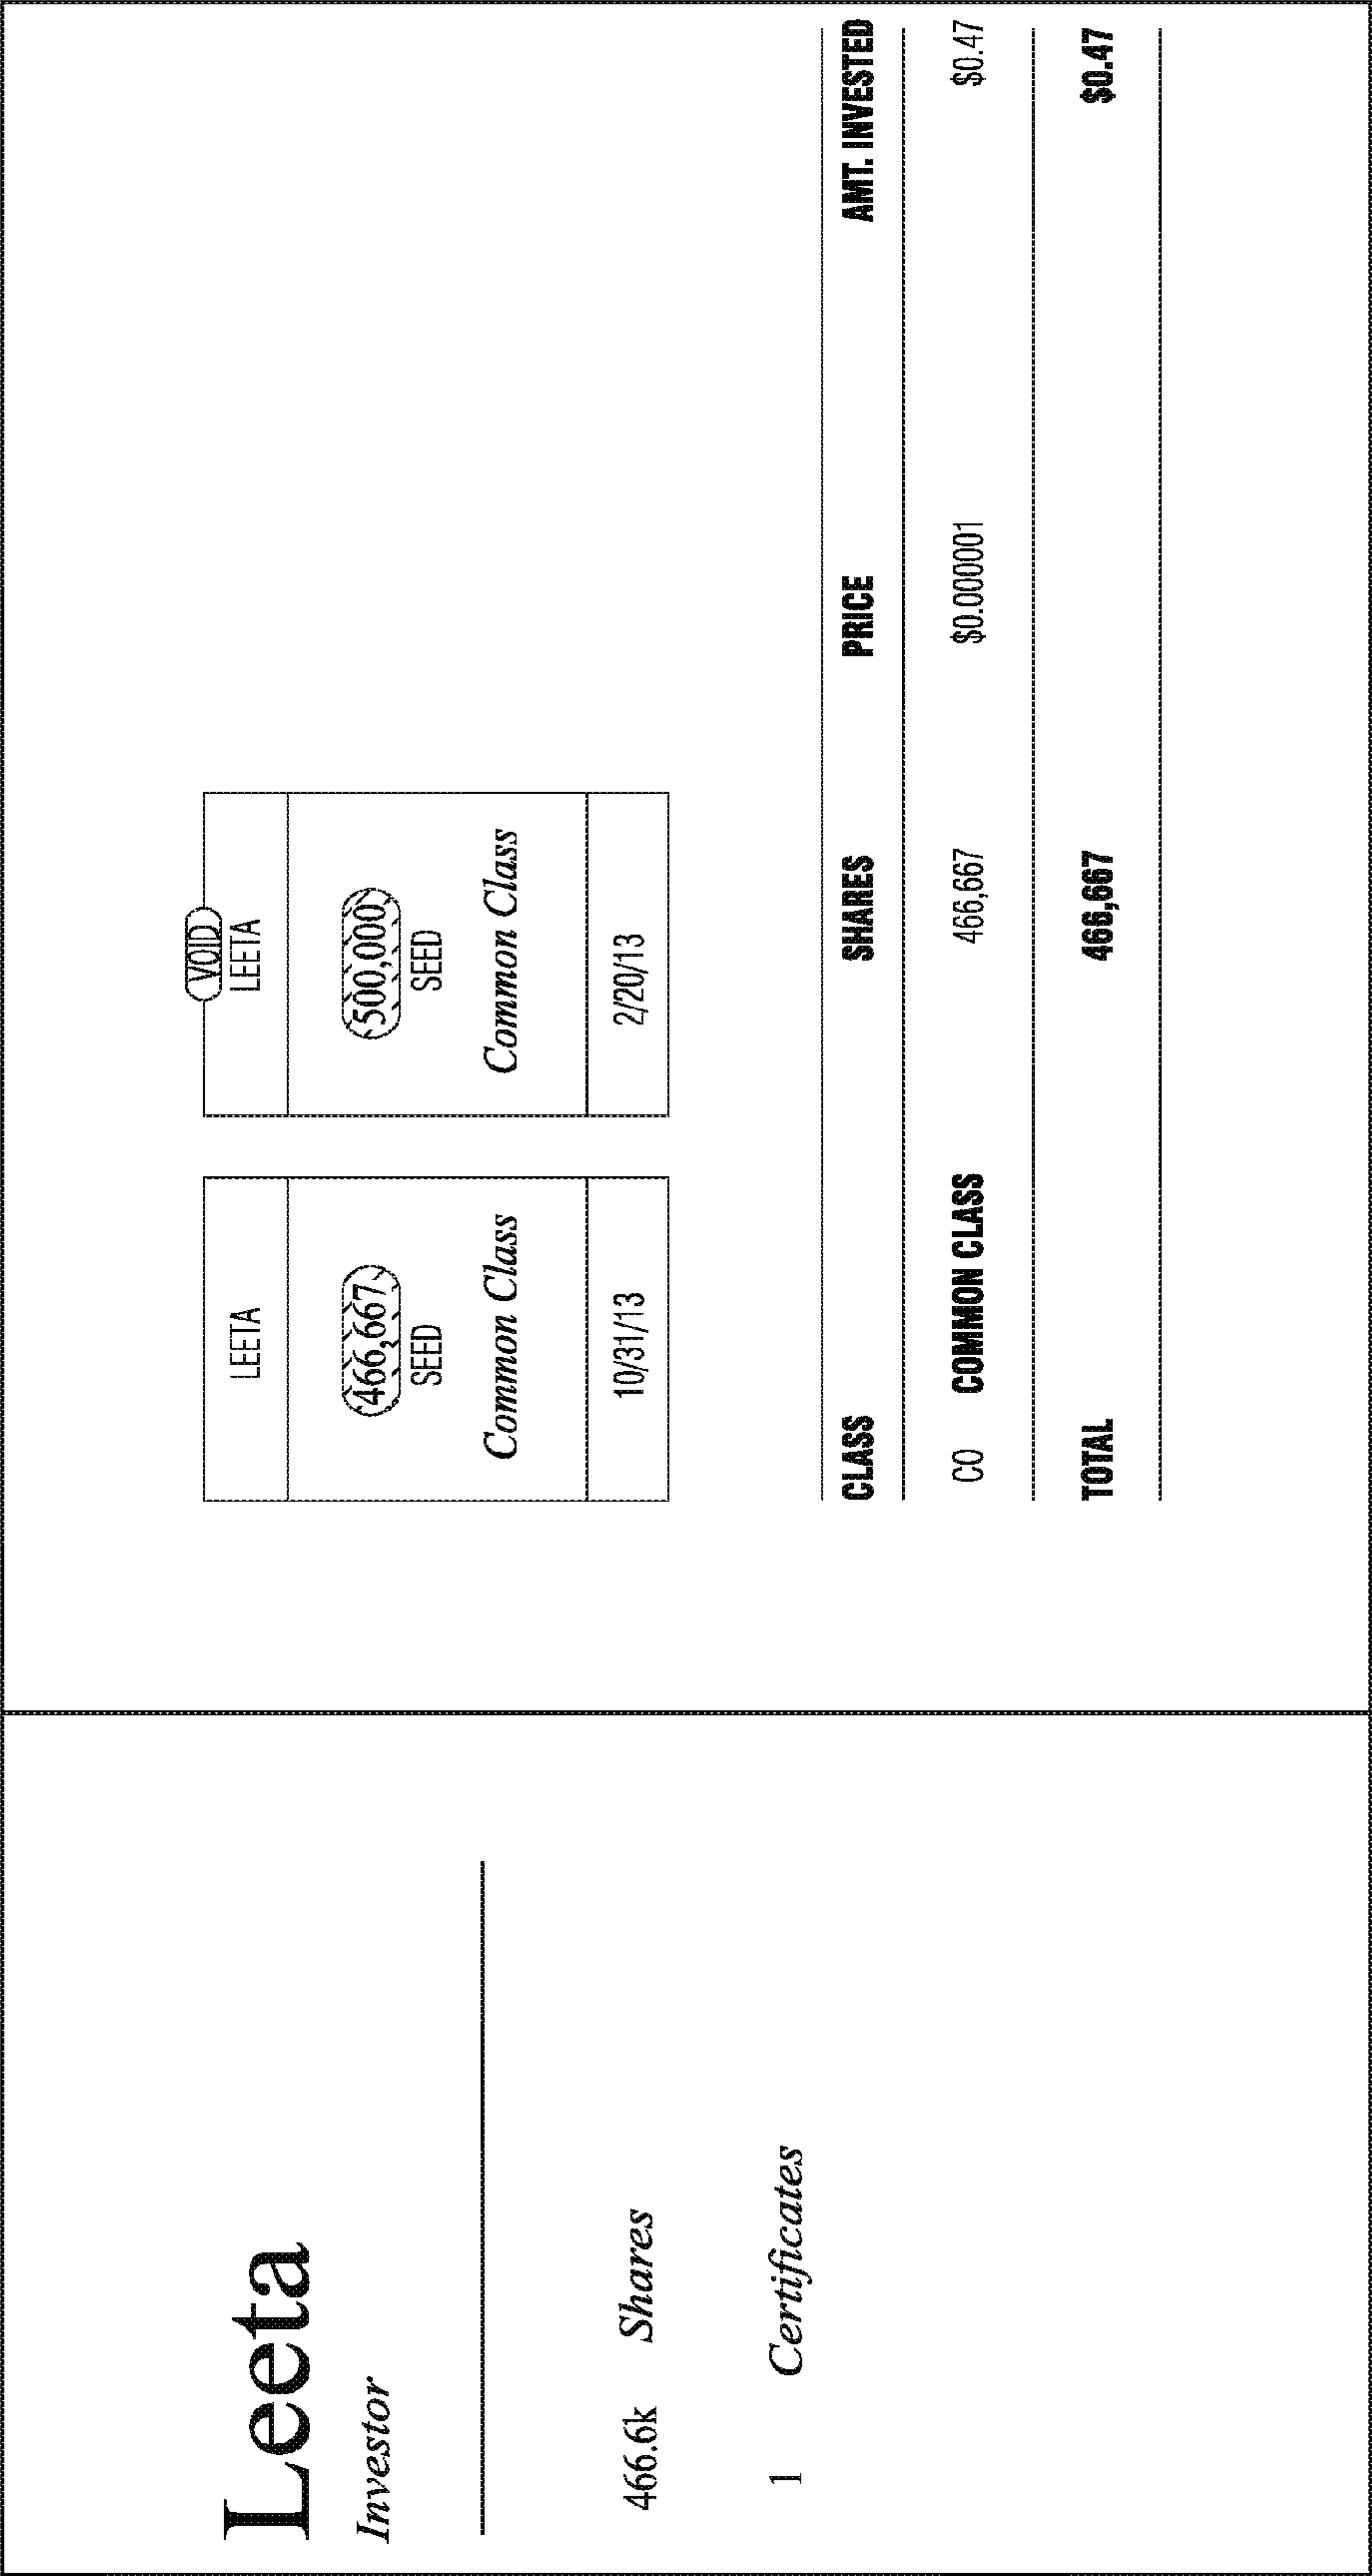 Leeta
Investor
466.6k Shares
1 Certificates
LEETA
466,667
SEED
Common Class
10/31/13
VOID
LEETA
500,000
SEED
Common Class
2/20/13
CLASS SHARES PRICE AMT. INVESTED
CO COMMON CLASS 466,667 $0.000001 $0.47
TOTAL 466,667 $0.47